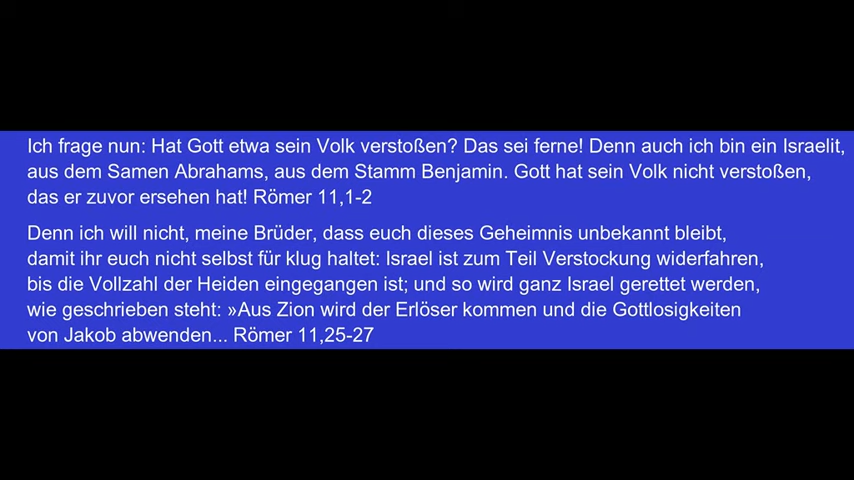 Ich frage nun: Hat Gott etwa sein Volk verstoßen? Das sei ferne! Denn auch ich bin ein Israelit,
aus dem Samen Abrahams, aus dem Stamm Benjamin. Gott hat sein Volk nicht verstoßen,
das er zuvor ersehen hat! Römer 11,1-2
Denn ich will nicht, meine Brüder, dass euch dieses Geheimnis unbekannt bleibt,
damit ihr euch nicht selbst für klug haltet: Israel ist zum Teil Verstockung widerfahren,
bis die Vollzahl der Heiden eingegangen ist; und so wird ganz Israel gerettet werden,
wie geschrieben steht: »Aus Zion wird der Erlöser kommen und die Gottlosigkeiten
von Jakob abwenden... Römer 11,25-27